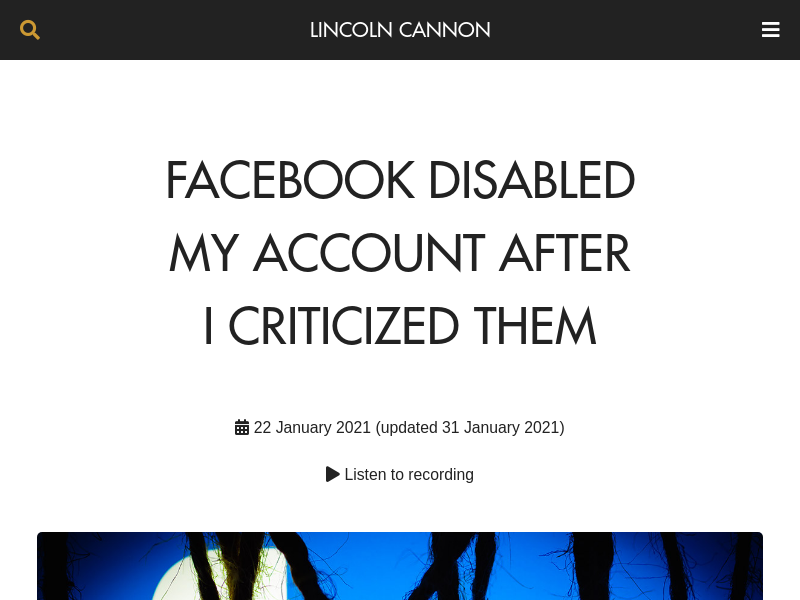 LINCOLN CANNON
FACEBOOK DISABLED
MY ACCOUNT AFTER
I CRITICIZED THEM
22 January 2021 (updated 31 January 2021)
Listen to recording